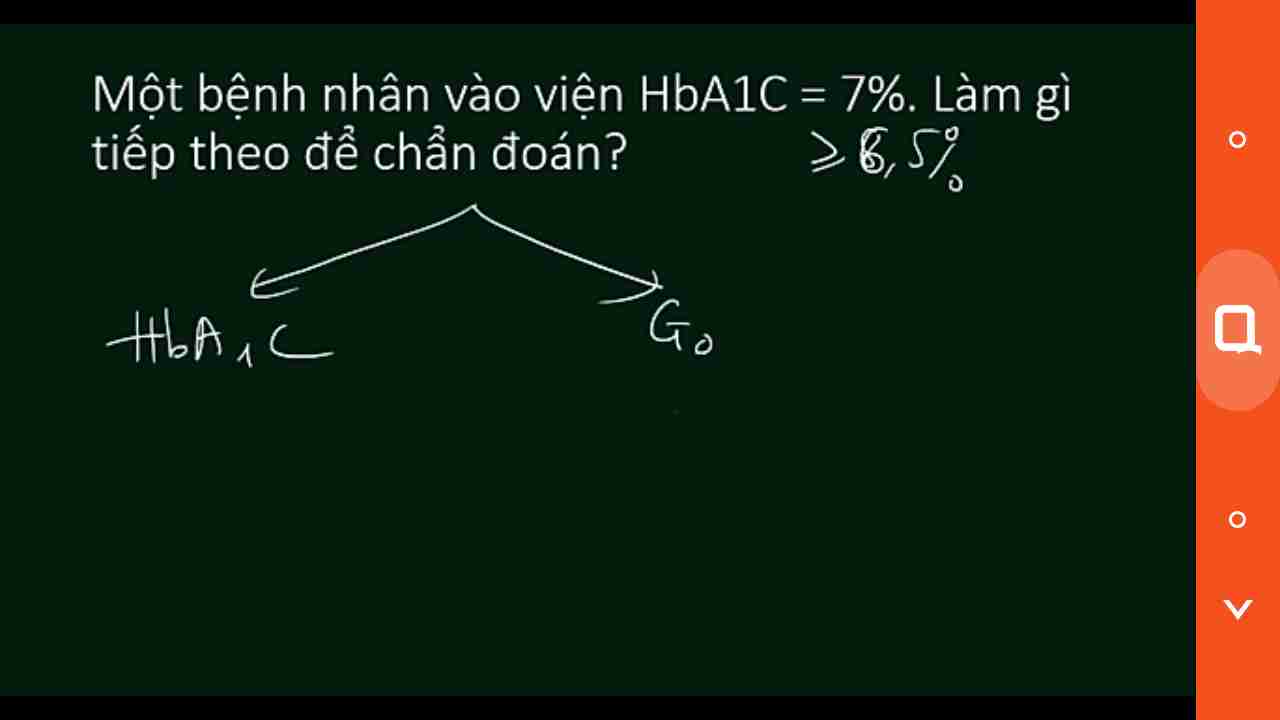 Một bệnh nhân vào viện HbA1C = 7%. Làm gì
tiếp theo để chẩn đoán?
≥ 6,5%
HbA1C
G0